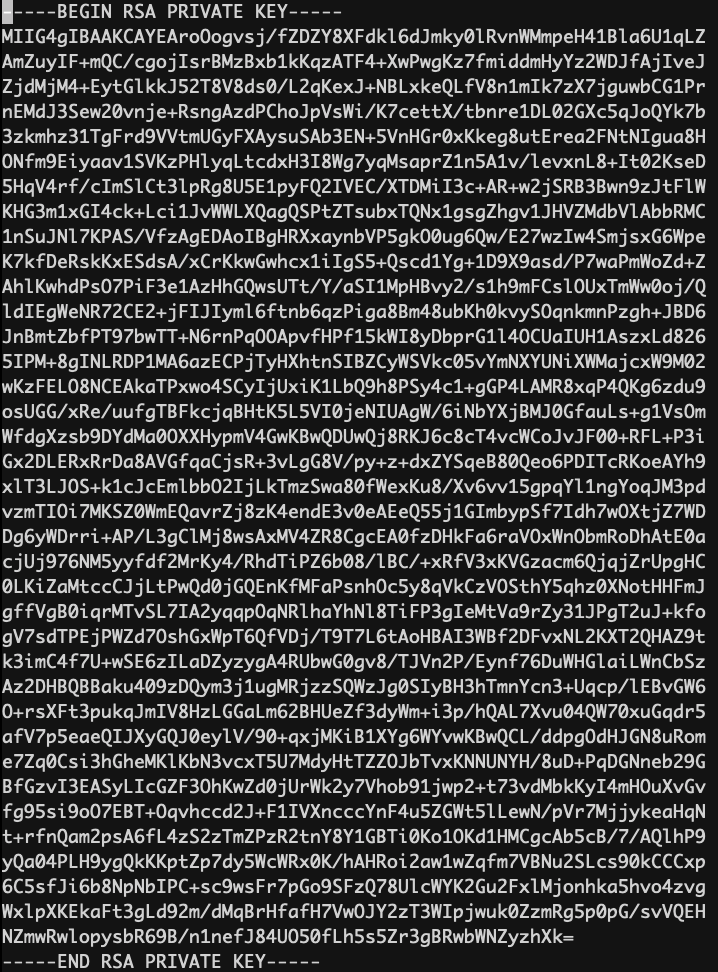 -----BEGIN RSA PRIVATE KEY-----
MIIG4gIBAAKCAYEAroOogvsj/fZDZY8XFdkl6dJmky0lRvnWMmpeH41Bla6U1qLZ
AmZuyIF+mQC/cgojIsrBMzBxb1kKqzATF4+XwPwgKz7fmiddmHyYz2WDJfAjIveJ
ZjdMjM4+EytGlkkJ52T8V8ds0/L2qKexJ+NBLxkeQLfV8n1mIk7zX7jguwbCG1Pr
nEMdJ3Sew20vnje+RsngAzdPChoJpVsWi/K7cettX/tbnre1DL02GXc5qJoQYk7b
3zkmhz31TgFrd9VVtmUGyFXAysuSAb3EN+5VnHGr0xKkeg8utErea2FNtNIgua8H
ONfm9Eiyaav1SVKzPHlyqLtcdxH3I8Wg7yqMsaprZ1n5A1v/levxnL8+It02KseD
5HqV4rf/cImSlCt3lpRg8U5E1pyFQ2IVEC/XTDMiI3c+AR+w2jSRB3Bwn9zJtFlW
KHG3m1xGI4ck+Lci1JvWWLXQagQSPtZTsubxTQNx1gsgZhgv1JHVZMdbVlAbbRMC
1nSuJNl7KPAS/VfzAgEDAoIBgHRXxaynbVP5gkO0ug6Qw/E27wzIw4SmjsxG6Wpe
K7kfDeRskKxESdsA/xCrKkwGwhcx1iIgS5+Qscd1Yg+1D9X9asd/P7waPmWoZd+Z
AhlKwhdPsO7PiF3e1AzHhGQwsUTt/Y/aSI1MpHBvy2/s1h9mFCslOUxTmWw0oj/Q
ldIEgWeNR72CE2+jFIJIyml6ftnb6qzPiga8Bm48ubKh0kvySOqnkmnPzgh+JBD6
JnBmtZbfPT97bwTT+N6rnPqOOApvfHPf15kWI8yDbprG1l4OCUaIUH1AszxLd826
5IPM+8gINLRDP1MA6azECPjTyHXhtnSIBZCyWSVkc05vYmNXYUNiXWMajcxW9M02
wKzFELO8NCEAkaTPxwo4SCyIjUxiK1LbQ9h8PSy4c1+gGP4LAMR8xqP4QKg6zdu9
osUGG/xRe/uufgTBFkcjqBHtK5L5VI0jeNIUAgW/6iNbYXjBMJ0GfauLs+g1VsOm
WfdgXzsb9DYdMa0OXXHypmV4GwKBwQDUwQj8RKJ6c8cT4vcWCoJvJF00+RFL+P3i
Gx2DLERxRrDa8AVGfqaCjsR+3vLgG8V/py+z+dxZYSqeB80Qeo6PDITcRKoeAYh9
xlT3LJOS+k1cJcEmlbbO2IjLkTmzSwa80fWexKu8/Xv6vv15gpqYl1ngYoqJM3pd
vzmTIOi7MKSZ0WmEQavrZj8zK4endE3v0eAEeQ55j1GImbypSf7Idh7wOXtjZ7WD
Dg6yWDrri+AP/L3gClMj8wsAxMV4ZR8CgcEA0fzDHkFa6raVOxWnObmRoDhAtE0a
cjUj976NM5yyfdf2MrKy4/RhdTiPZ6b08/lBC/+xRfV3xKVGzacm6QjqjZrUpgHC
0LKiZaMtccCJjLtPwQd0jGQEnKfMFaPsnhOc5y8qVkCzVOSthY5qhz0XNotHHFmJ
gffVgB0iqrMTvSL7IA2yqqpOqNRlhaYhNl8TiFP3gIeMtVa9rZy31JPgT2uJ+kfo
gV7sdTPEjPWZd7OshGxWpT6QfVDj/T9T7L6tAoHBAI3WBf2DFvxNL2KXT2QHAZ9t
k3imC4f7U+wSE6zILaDZyzygA4RUbwG0gv8/TJVn2P/Eynf76DuWHGlaiLWnCbSz
Az2DHBQBBaku409zDQym3j1ugMRjzzSQWzJg0SIyBH3hTmnYcn3+Uqcp/lEBvGW6
O+rsXFt3pukqJmIV8HzLGGaLm62BHUeZf3dyWm+i3p/hQAL7Xvu04QW70xuGqdr5
afV7p5eaeQIJXyGQJ0eylV/90+qxjMKiB1XYg6WYvwKBwQCL/ddpgOdHJGN8uRom
e7Zq0Csi3hGheMKlKbN3vcxT5U7MdyHtTZZOJbTvxKNNUNYH/8uD+PqDGNneb29G
BfGzvI3EASyLIcGZF3OhKwZd0jUrWk2y7Vhob91jwp2+t73vdMbkKyI4mHOuXvGv
fg95si9oO7EBT+Oqvhccd2J+F1IVXncccYnF4u5ZGWt5lLewN/pVr7MjjykeaHqN
t+rfnQam2psA6fL4zS2zTmZPzR2tnY8Y1GBTi0Ko1OKd1HMCgcAb5cB/7/AQlhP9
yQa04PLH9ygQkKKptZp7dy5WcWRx0K/hAHRoi2aw1wZqfm7VBNu2SLcs90kCCCxp
6C5sfJi6b8NpNbIPC+sc9wsFr7pGo9SFzQ78UlcWYK2Gu2FxlMjonhka5hvo4zvg
WxlpXKEkaFt3gLd92m/dMqBrHfafH7VwOJY2zT3WIpjwuk0ZzmRg5p0pG/svVQEH
NZmwRwlopysbR69B/n1nefJ84UO50fLh5s5Zr3gBRwbWNZyzhXk=
-----END RSA PRIVATE KEY-----